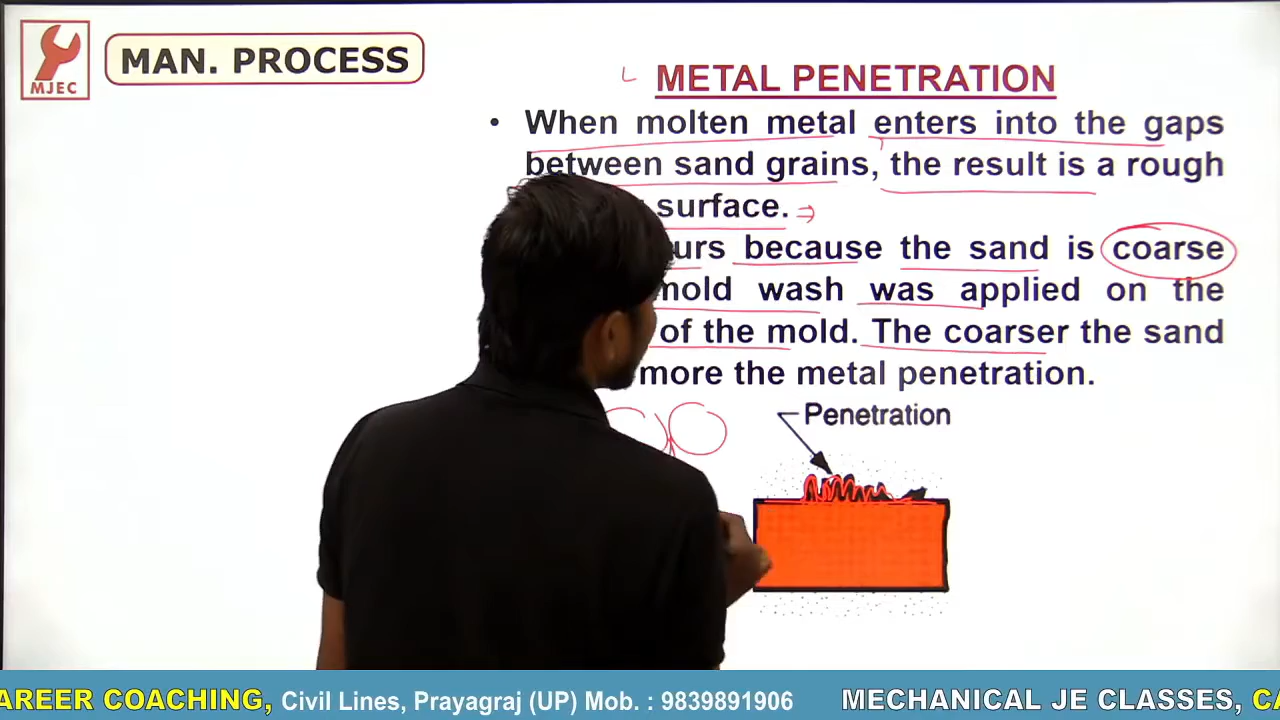 MJEC
MAN. PROCESS
METAL PENETRATION
• When molten metal enters into the gaps
between sand grains, the result is a rough
surface.
because the sand is coarse
mold wash was applied on the
of the mold. The coarser the sand
more the metal penetration.
Penetration
CAREER COACHING, Civil Lines, Prayagraj (UP) Mob. : 9839891906 MECHANICAL JE CLASSES,